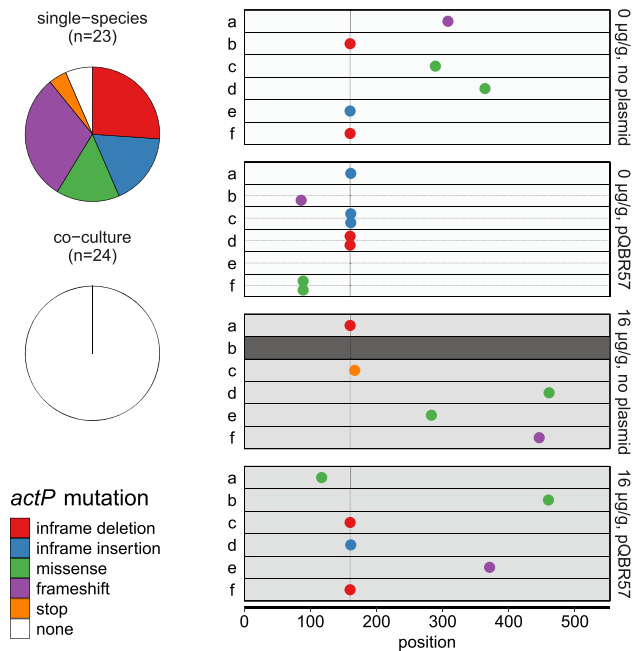 single−species
(n=23)
co−culture
(n=24)
actP mutation
inframe deletion
inframe insertion
missense
frameshift
stop
none
a
b
c
d
e
f
0 µg/g, no plasmid
a
b
c
d
e
f
0 µg/g, pQBR57
a
b
c
d
e
f
16 µg/g, no plasmid
a
b
c
d
e
f
16 µg/g, pQBR57
0 100 200 300 400 500
position